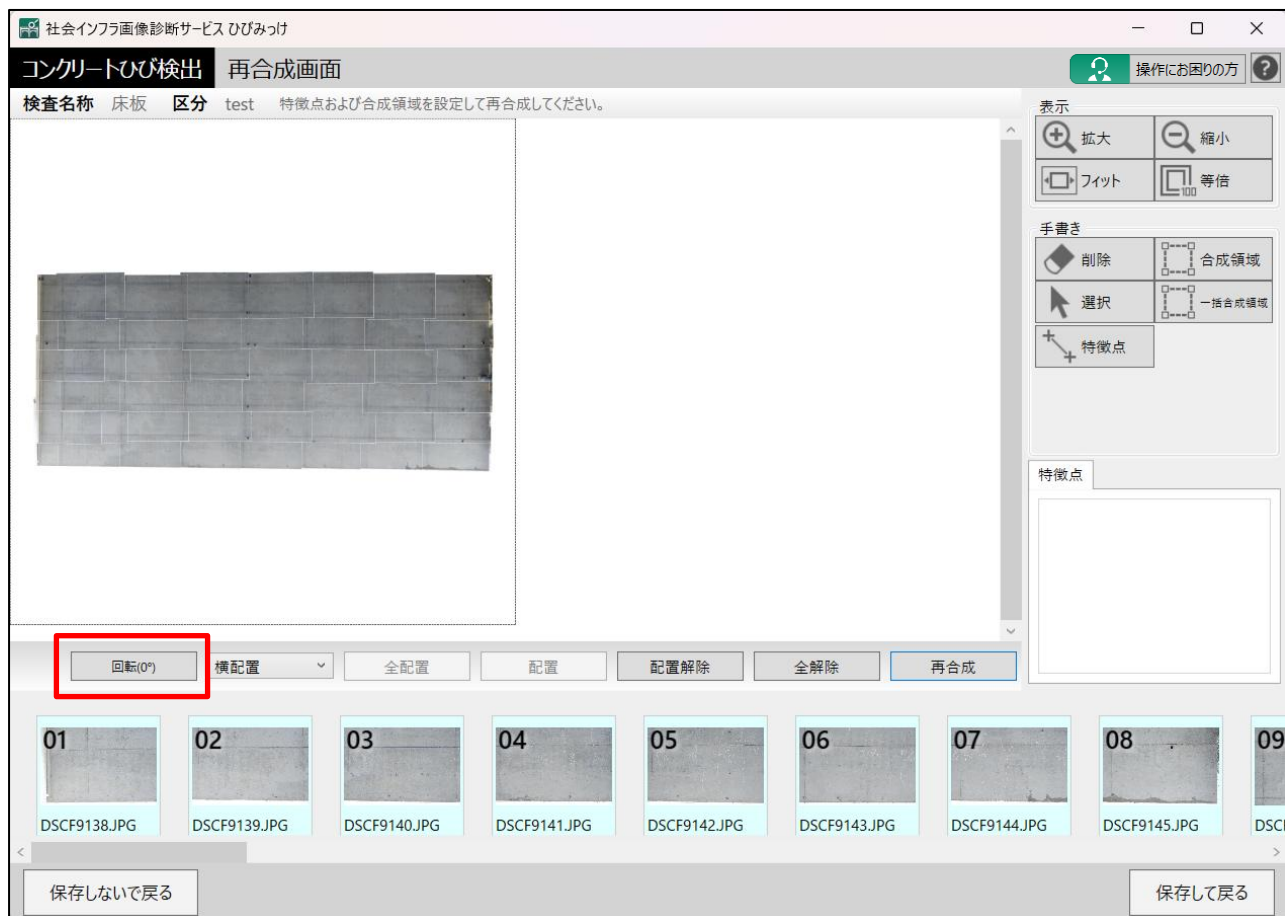 社会インフラ画像診断サービス ひびみっけ
コンクリートひび検出 再合成画面 操作にお困りの方 ?
検査名称 床板 区分 test 特徴点および合成領域を設定して再合成してください。
表示
拡大 縮小
フィット 等倍
100
手書き
削除 合成領域
選択 一括合成領域
特徴点
特徴点
回転(0°) 横配置 全配置 配置 配置解除 全解除 再合成
01 02 03 04 05 06 07 08 09
DSCF9138.JPG DSCF9139.JPG DSCF9140.JPG DSCF9141.JPG DSCF9142.JPG DSCF9143.JPG DSCF9144.JPG DSCF9145.JPG DSCI
保存しないで戻る 保存して戻る